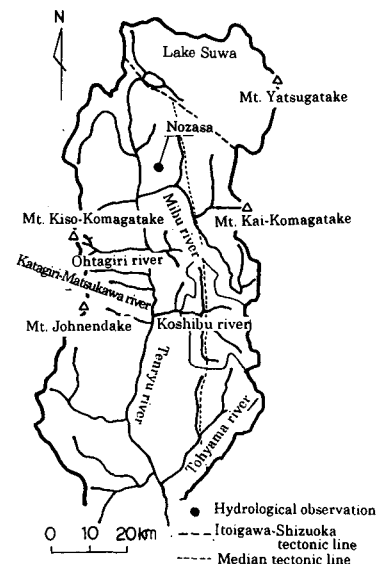 N
Lake Suwa
Mt. Yatsugatake
Nozasa
Mibu river
Mt. Kiso-Komagatake
Mt. Kai-Komagatake
Ohtagiri river
Katagiri-Matsukawa river
Mt. Johnendake
Koshibu river
Tenryu river
Tohyama river
Hydrological observation
0 10 20km
Itoigawa-Shizuoka
tectonic line
Median tectonic line